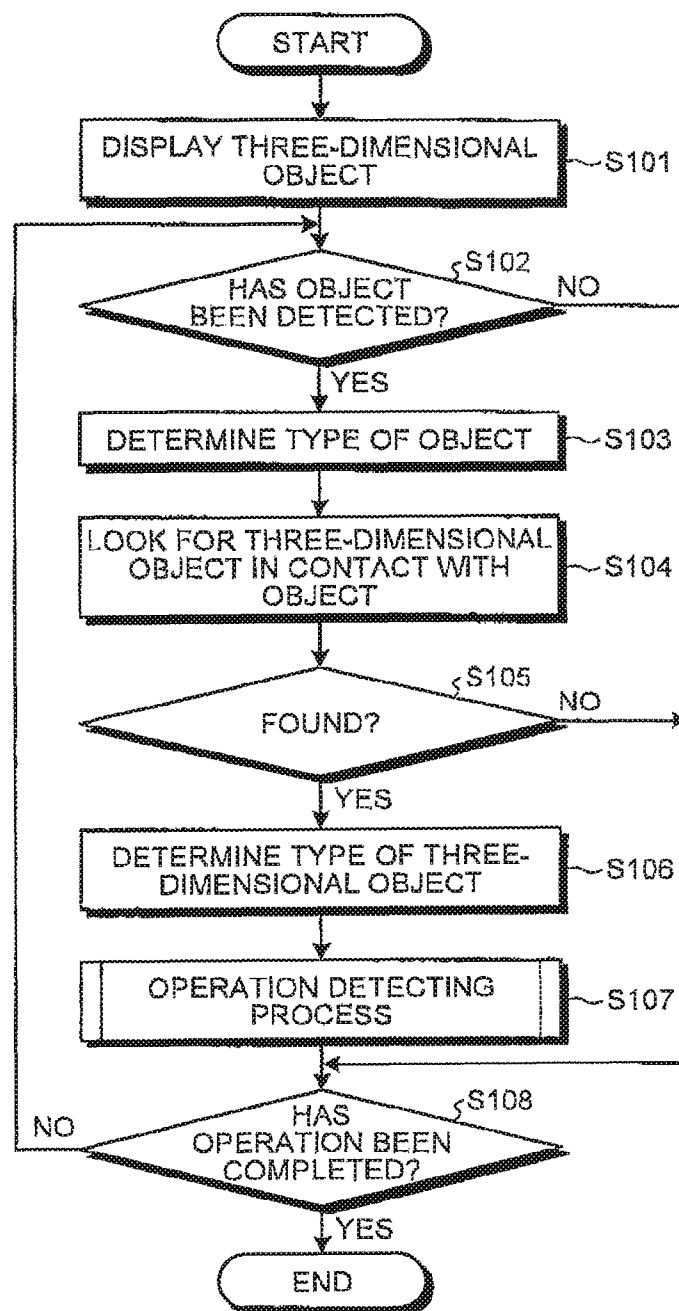 START
DISPLAY THREE-DIMENSIONAL
OBJECT
S101
S102
HAS OBJECT
BEEN DETECTED?
NO
YES
DETERMINE TYPE OF OBJECT
S103
LOOK FOR THREE-DIMENSIONAL
OBJECT IN CONTACT WITH
OBJECT
S104
S105
FOUND?
NO
YES
DETERMINE TYPE OF THREE-
DIMENSIONAL OBJECT
S106
OPERATION DETECTING
PROCESS
S107
S108
HAS
OPERATION BEEN
COMPLETED?
NO
YES
END